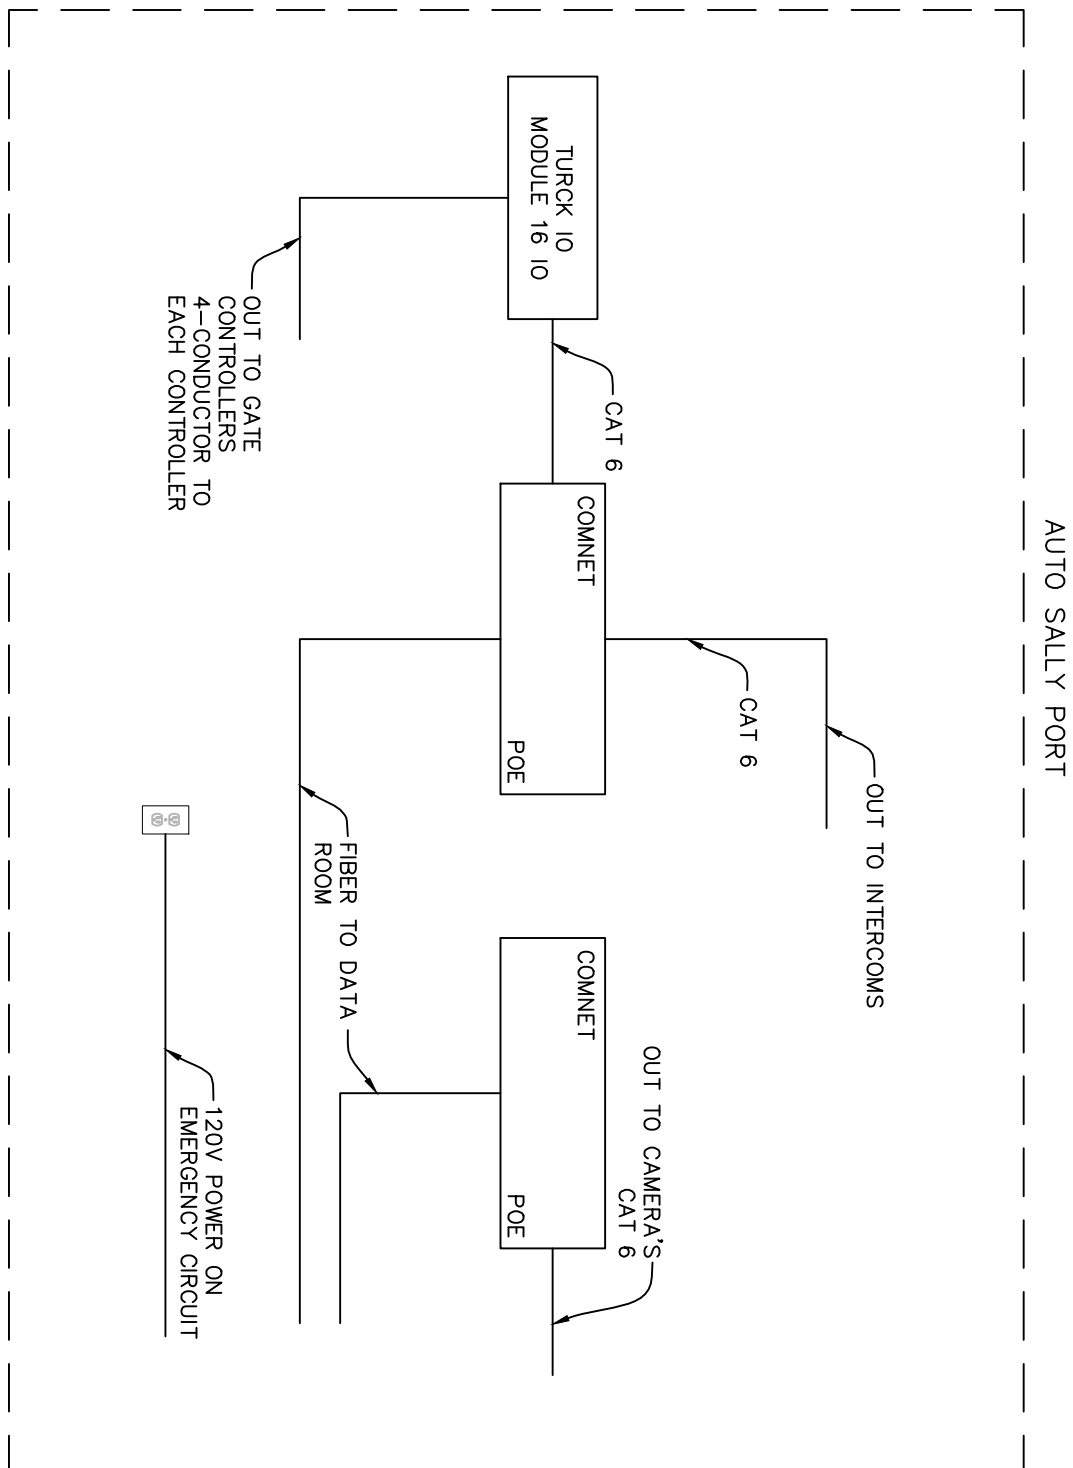 AUTO SALLY PORT
OUT TO INTERCOMS
CAT 6
CAT 6
OUT TO CAMERA'S
CAT 6
TURCK IO
MODULE 16 IO
COMNET
POE
COMNET
POE
FIBER TO DATA
ROOM
OUT TO GATE
CONTROLLERS
4-CONDUCTOR TO
EACH CONTROLLER
120V POWER ON
EMERGENCY CIRCUIT